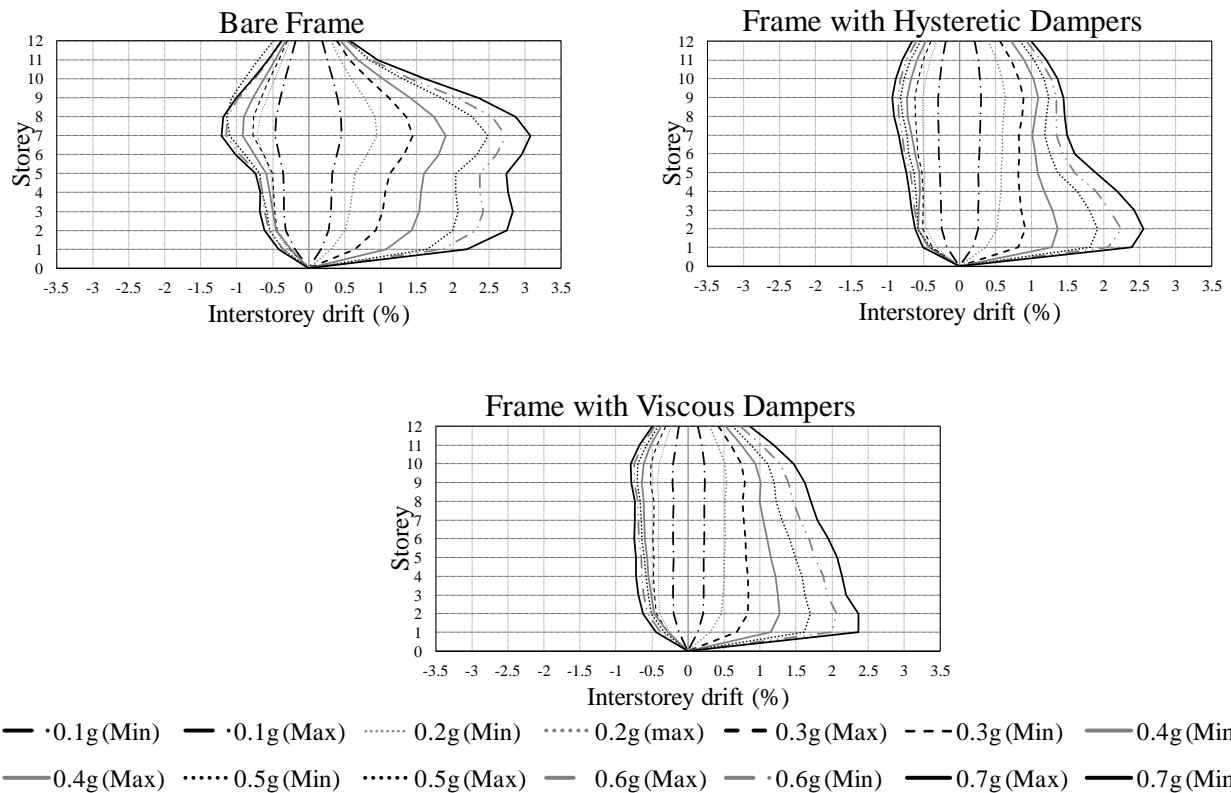 Bare Frame
12
11
10
9
8
7
6
5
4
3
2
1
0
Storey
-3.5 -3 -2.5 -2 -1.5 -1 -0.5 0 0.5 1 1.5 2 2.5 3 3.5
Interstorey drift (%)
Frame with Hysteretic Dampers
12
11
10
9
8
7
6
5
4
3
2
1
0
Storey
-3.5 -3 -2.5 -2 -1.5 -1 -0.5 0 0.5 1 1.5 2 2.5 3 3.5
Interstorey drift (%)
Frame with Viscous Dampers
12
11
10
9
8
7
6
5
4
3
2
1
0
Storey
-3.5 -3 -2.5 -2 -1.5 -1 -0.5 0 0.5 1 1.5 2 2.5 3 3.5
Interstorey drift (%)
0.1g (Min) 0.1g (Max) 0.2g (Min) 0.2g (max) 0.3g (Max) 0.3g (Min) 0.4g (Min
0.4g (Max) 0.5g (Min) 0.5g (Max) 0.6g (Max) 0.6g (Min) 0.7g (Max) 0.7g (Min